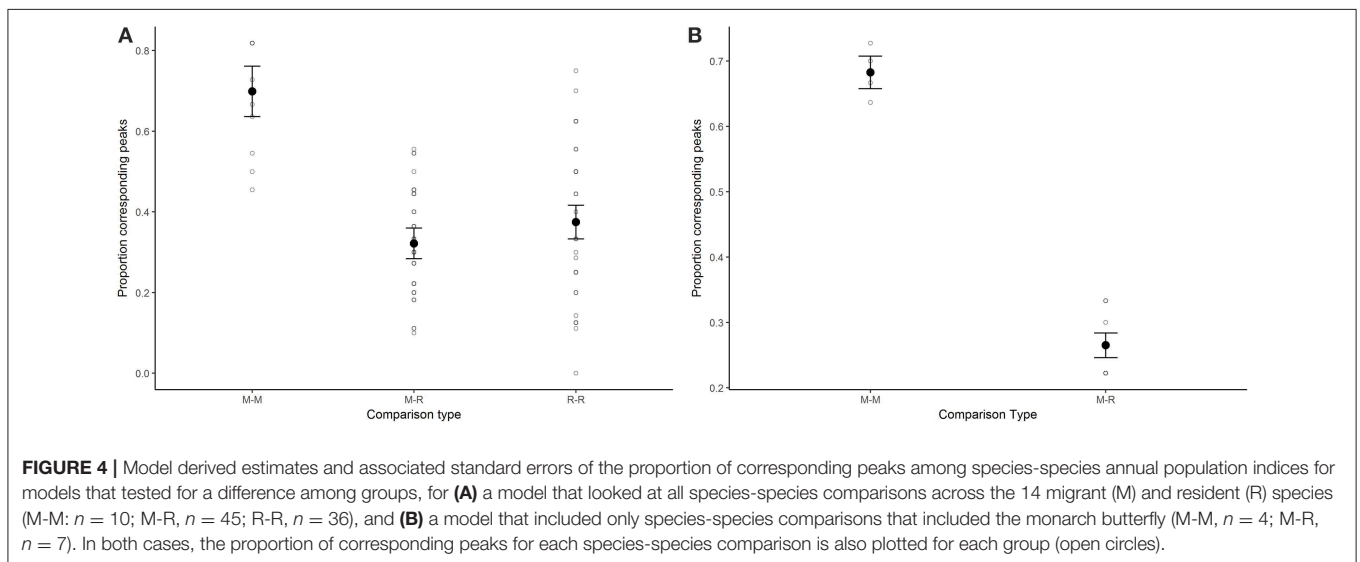 A
B
Proportion corresponding peaks
0.8
0.6
0.4
0.2
0.0
M-M
M-R
R-R
Comparison type
Proportion corresponding peaks
0.7
0.6
0.5
0.4
0.3
0.2
M-M
M-R
Comparison Type
FIGURE 4 | Model derived estimates and associated standard errors of the proportion of corresponding peaks among species-species annual population indices for
models that tested for a difference among groups, for (A) a model that looked at all species-species comparisons across the 14 migrant (M) and resident (R) species
(M-M: n = 10; M-R, n = 45; R-R, n = 36), and (B) a model that included only species-species comparisons that included the monarch butterfly (M-M, n = 4; M-R,
n = 7). In both cases, the proportion of corresponding peaks for each species-species comparison is also plotted for each group (open circles).